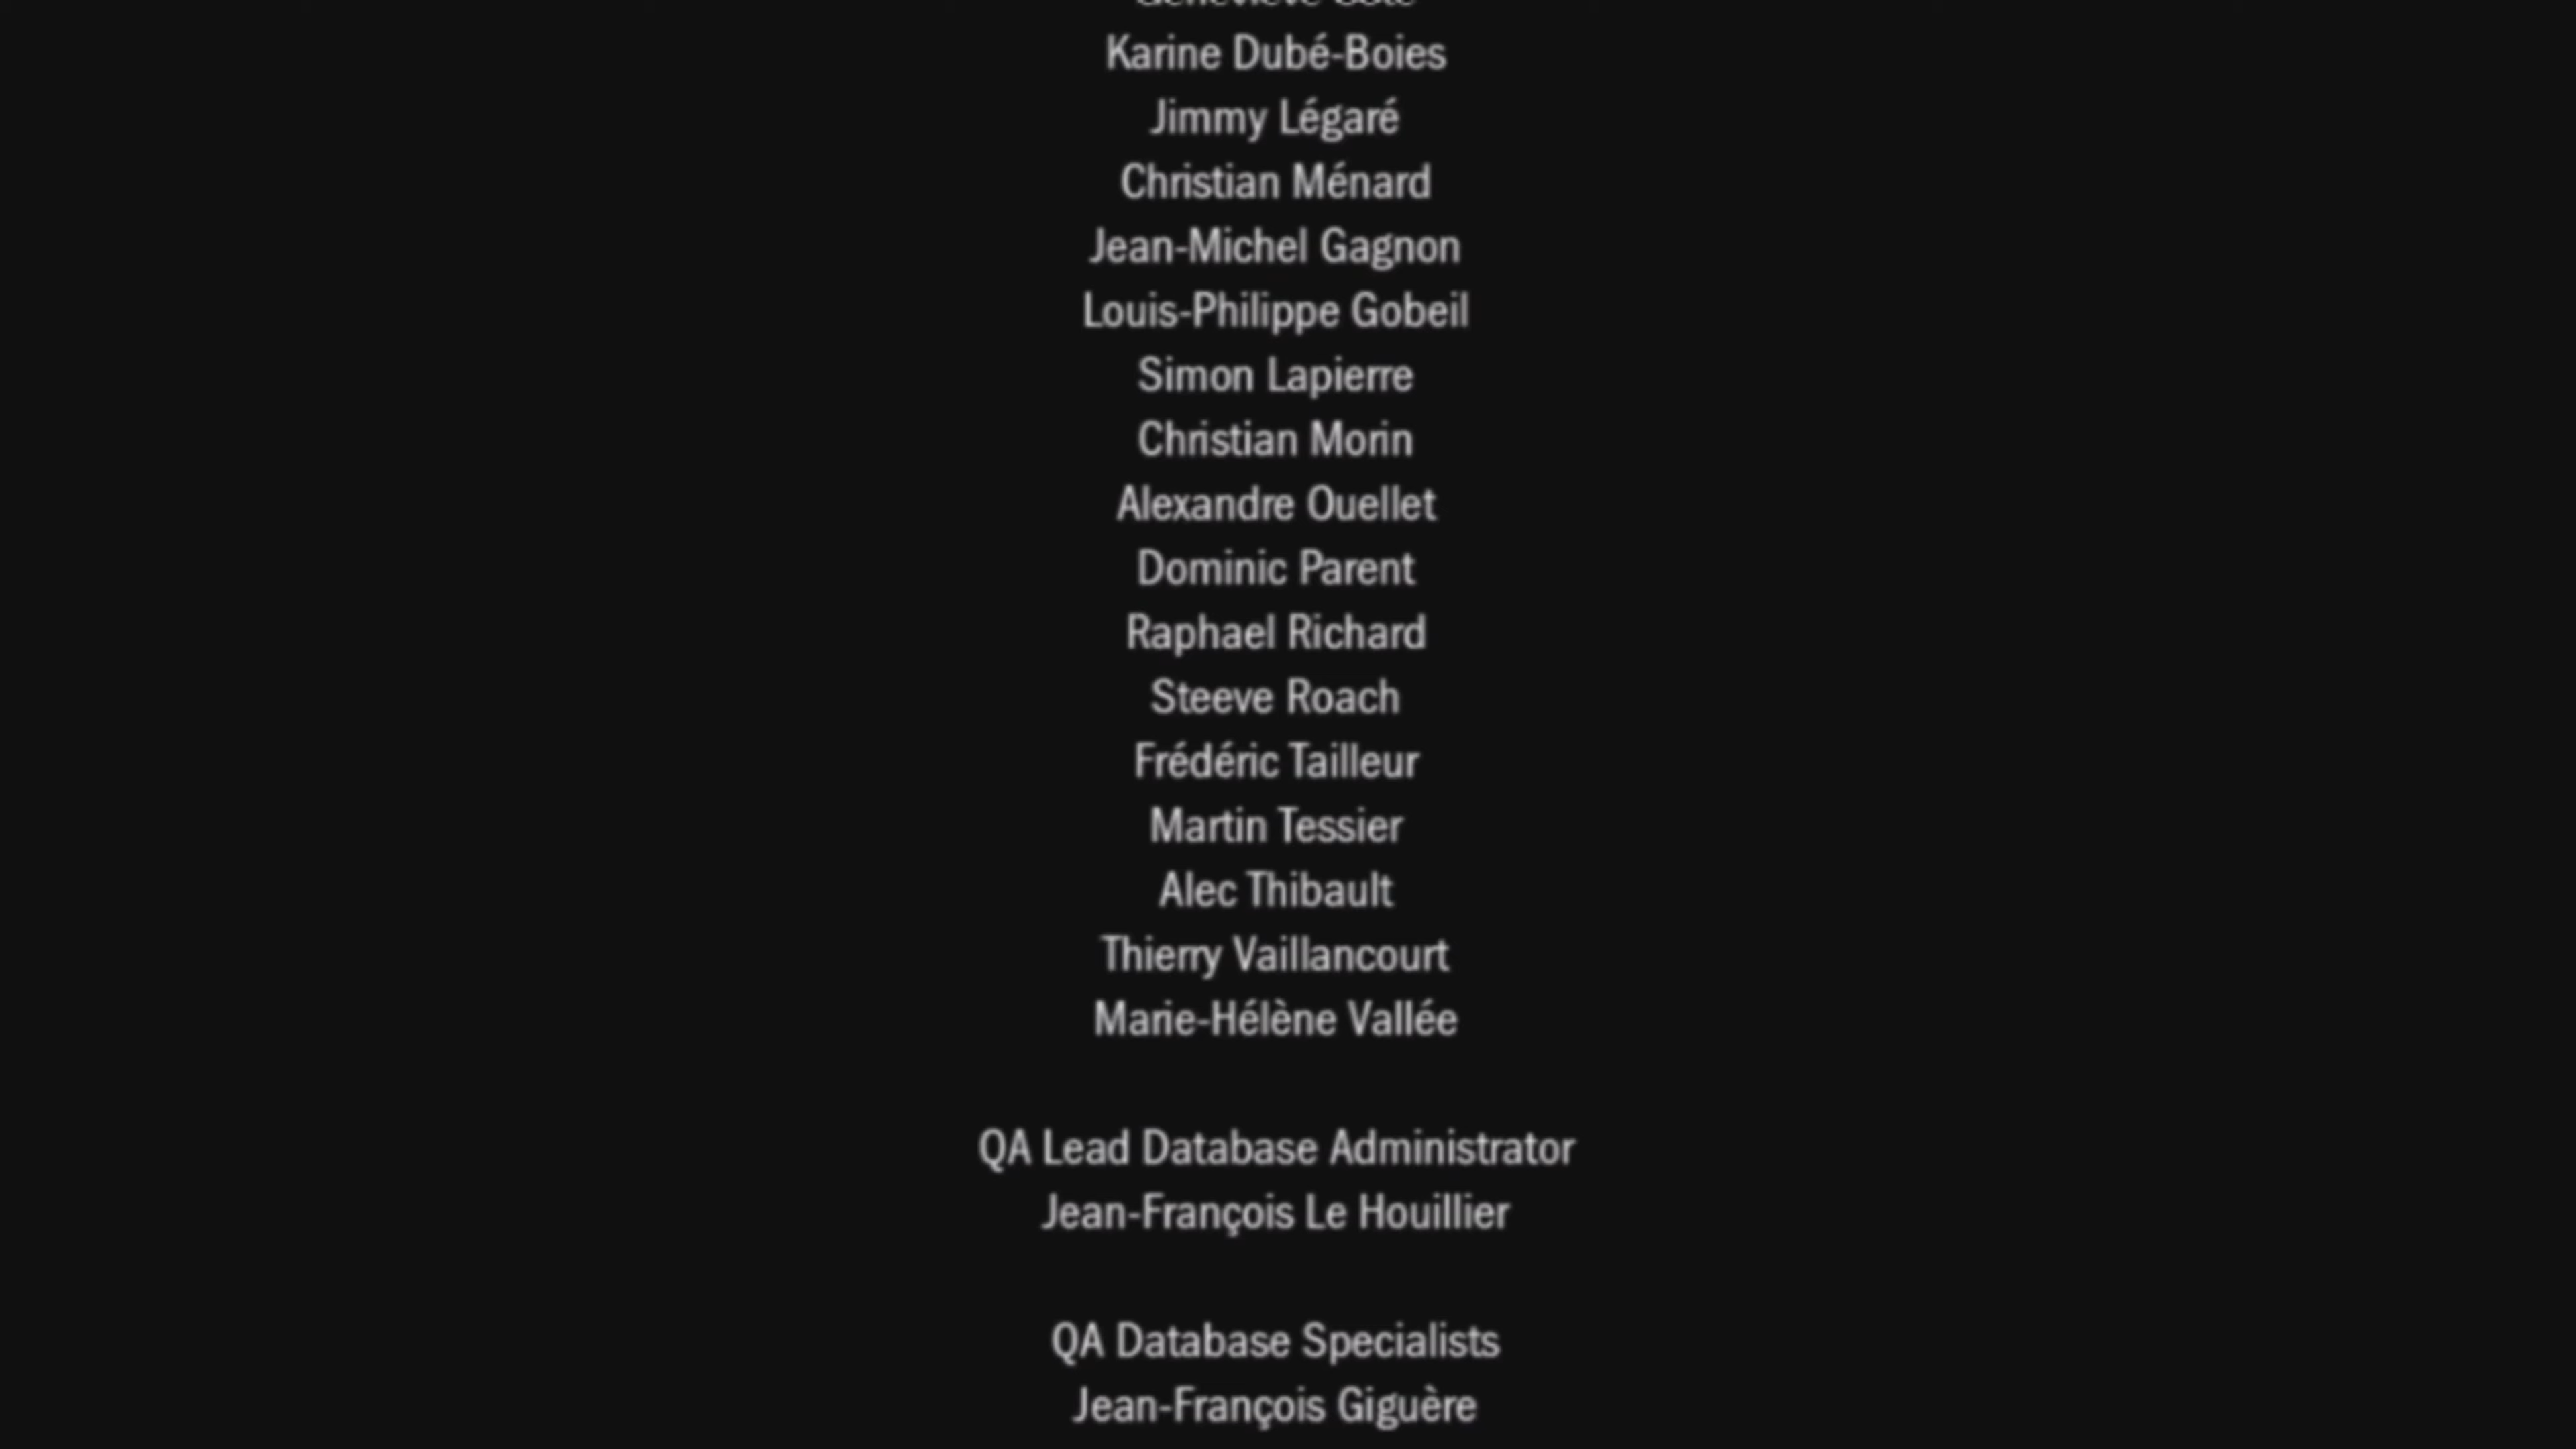 Karine Dubé-Boies
Jimmy Légaré
Christian Ménard
Jean-Michel Gagnon
Louis-Philippe Gobeil
Simon Lapierre
Christian Morin
Alexandre Ouellet
Dominic Parent
Raphael Richard
Steeve Roach
Frédéric Tailleur
Martin Tessier
Alec Thibault
Thierry Vaillancourt
Marie-Hélène Vallée
QA Lead Database Administrator
Jean-François Le Houillier
QA Database Specialists
Jean-François Giguère